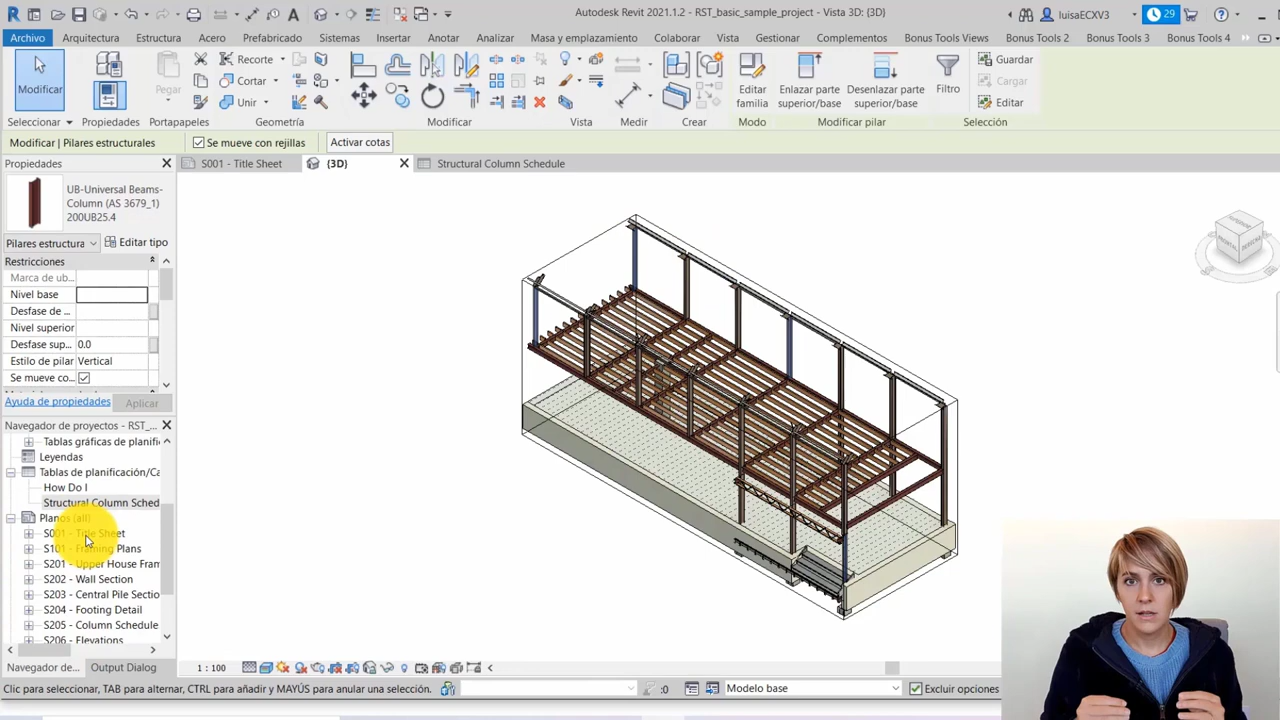 Autodesk Revit 2021.1.2 - RST_basic_sample_project - Vista 3D: {3D}
luisaECXV3
29
Archivo Arquitectura Estructura Acero Prefabricado Sistemas Insertar Anotar Analizar Masa y emplazamiento Colaborar Vista Gestionar Complementos Bonus Tools Views Bonus Tools 2 Bonus Tools 3 Bonus Tools 4
Modificar
Pegar
Recorte
Cortar
Unir
Editar familia
Enlazar parte superior/base
Desenlazar parte superior/base
Filtro
Guardar
Cargar
Editar
Seleccionar Propiedades Portapapeles Geometría Modificar Vista Medir Crear Modo Modificar pilar Selección
Modificar | Pilares estructurales Se mueve con rejillas Activar cotas
Propiedades
S001 - Title Sheet {3D} Structural Column Schedule
UB-Universal Beams-
Column (AS 3679_1)
200UB25.4
Pilares estructura Editar tipo
Restricciones
Marca de ub...
Nivel base
Desfase de ...
Nivel superior
Desfase sup... 0.0
Estilo de pilar Vertical
Se mueve co...
Ayuda de propiedades Aplicar
Navegador de proyectos - RST_...
Tablas gráficas de planifi
Leyendas
Tablas de planificación/Ca
How Do I
Structural Column Sched
Planos (all)
S001 - Title Sheet
S101 - Framing Plans
S201 - Upper House Fram
S202 - Wall Section
S203 - Central Pile Sectio
S204 - Footing Detail
S205 - Column Schedule
S206 - Elevations
Navegador de... Output Dialog
1 : 100
Clic para seleccionar, TAB para alternar, CTRL para añadir y MAYÚS para anular una selección. :0 Modelo base Excluir opciones